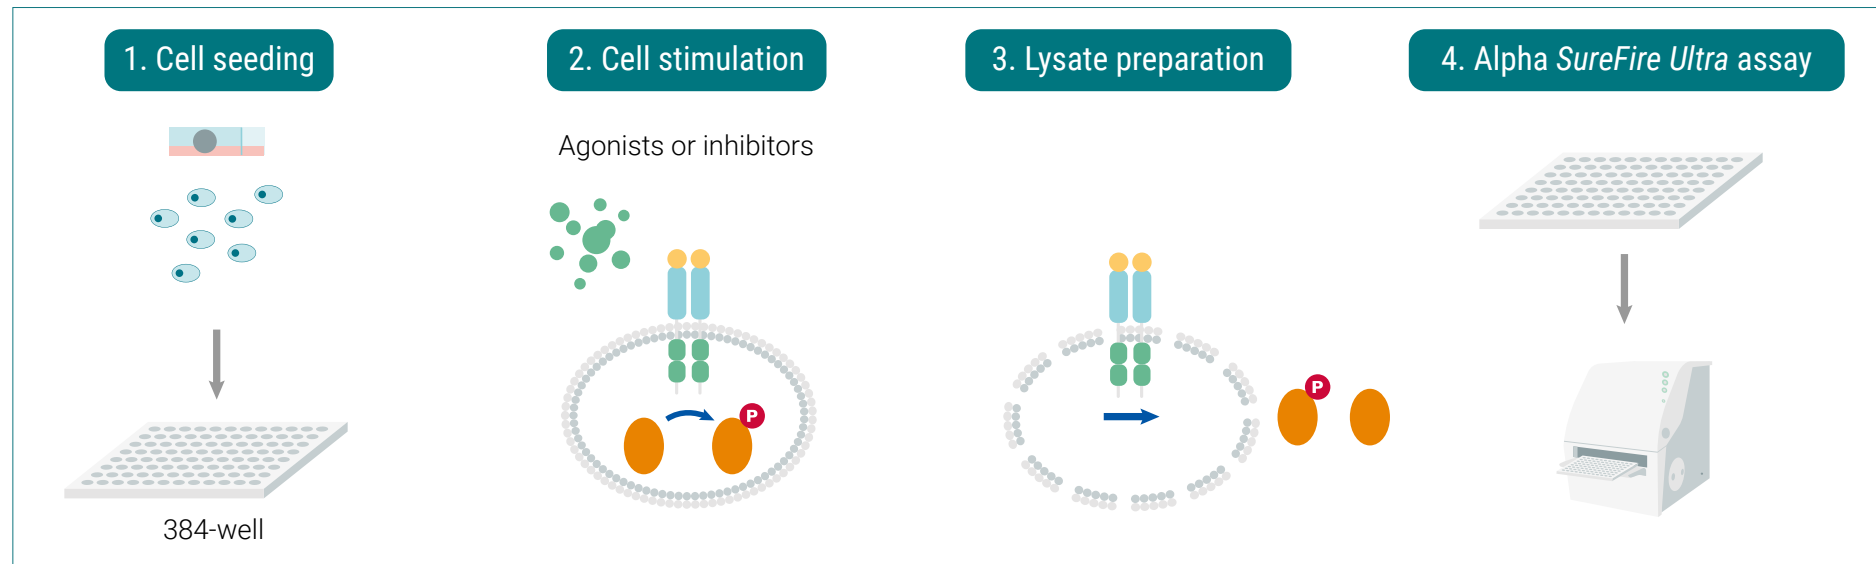 1. Cell seeding
2. Cell stimulation
3. Lysate preparation
4. Alpha SureFire Ultra assay
Agonists or inhibitors
P
P
384-well